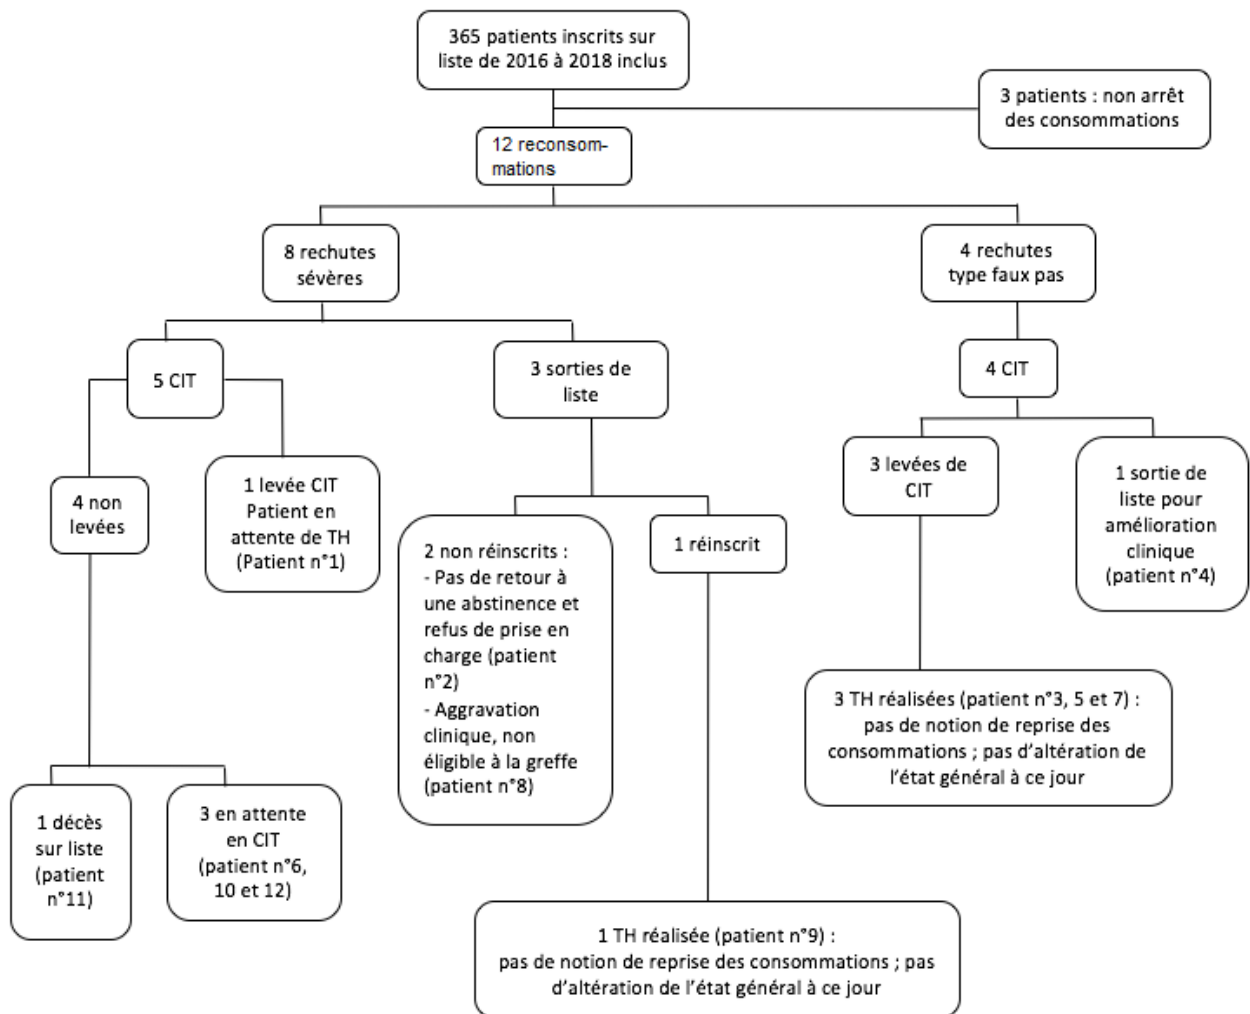 365 patients inscrits sur
liste de 2016 à 2018 inclus
3 patients : non arrêt
des consommations
12 reconsom-
mations
8 rechutes
sévères
4 rechutes
type faux pas
5 CIT
3 sorties de
liste
4 CIT
4 non
levées
1 levée CIT
Patient en
attente de TH
(Patient n°1)
2 non réinscrits :
- Pas de retour à
une abstinence et
refus de prise en
charge (patient
n°2)
- Aggravation
clinique, non
éligible à la greffe
(patient n°8)
1 réinscrit
3 levées de
CIT
1 sortie de
liste pour
amélioration
clinique
(patient n°4)
3 TH réalisées (patient n°3, 5 et 7) :
pas de notion de reprise des
consommations ; pas d'altération de
l'état général à ce jour
1 décès
sur liste
(patient
n°11)
3 en attente
en CIT
(patient n°6,
10 et 12)
1 TH réalisée (patient n°9) :
pas de notion de reprise des consommations ; pas
d'altération de l'état général à ce jour